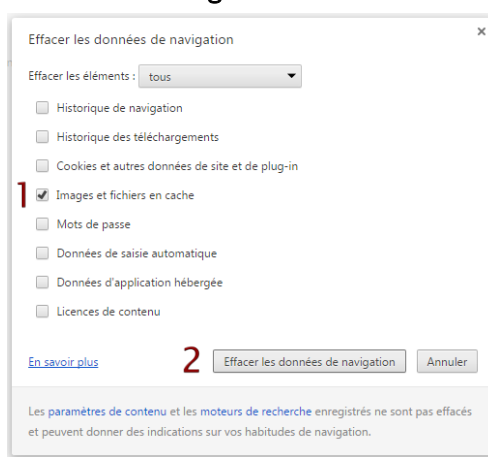 Effacer les données de navigation ×
Effacer les éléments : tous
Historique de navigation
Historique des téléchargements
Cookies et autres données de site et de plug-in
1 Images et fichiers en cache
Mots de passe
Données de saisie automatique
Données d'application hébergée
Licences de contenu
En savoir plus 2 Effacer les données de navigation Annuler
Les paramètres de contenu et les moteurs de recherche enregistrés ne sont pas effacés
et peuvent donner des indications sur vos habitudes de navigation.